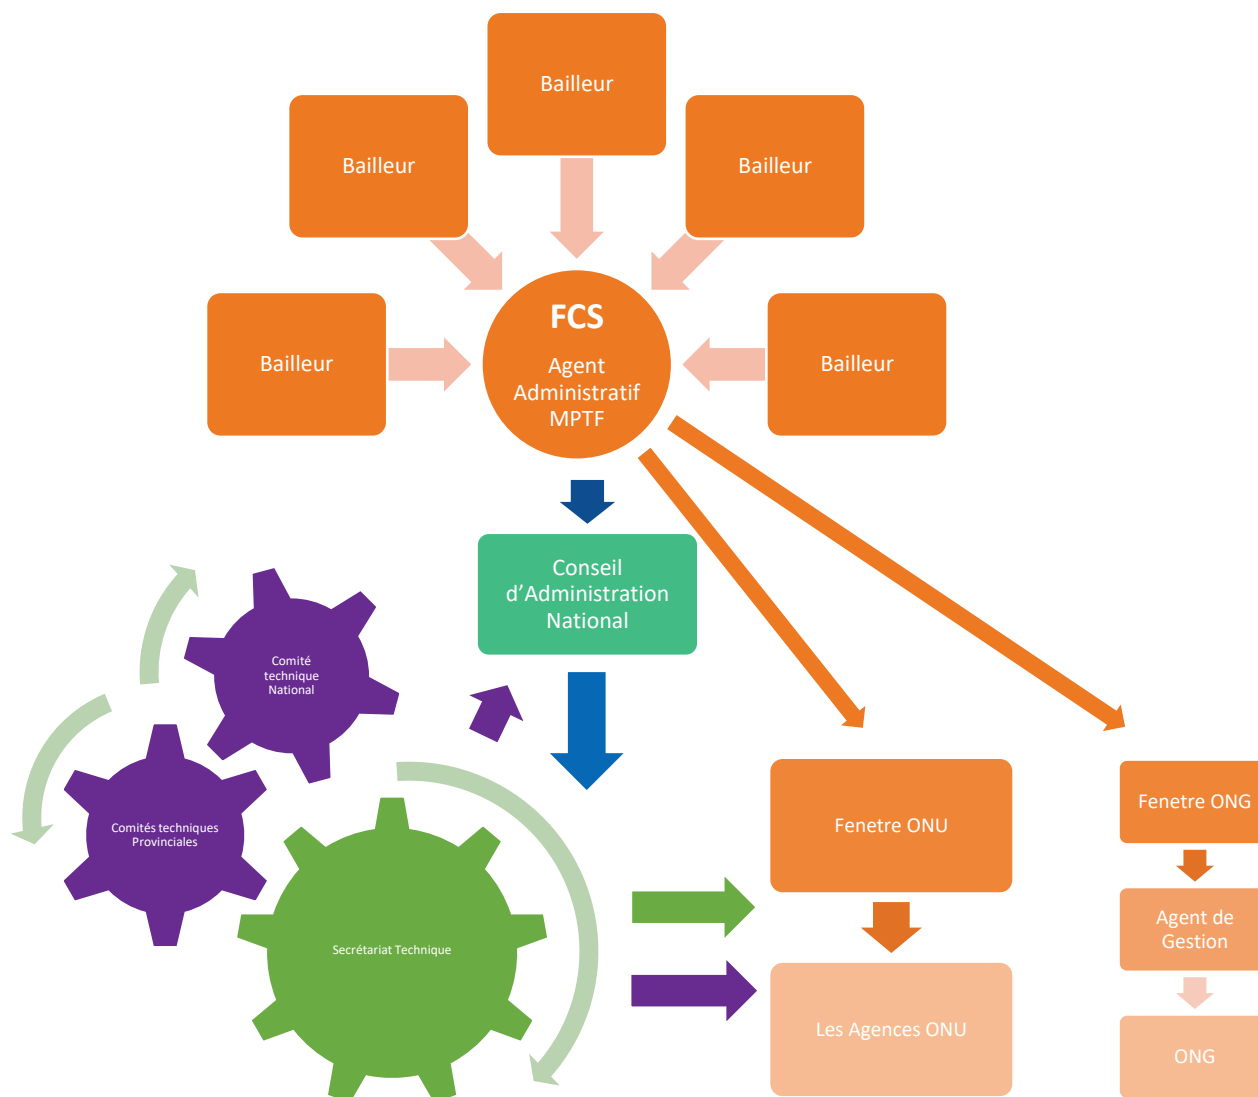 Bailleur
Bailleur
Bailleur
Bailleur
FCS
Agent
Administratif
MPTF
Bailleur
Conseil
d’Administration
National
Comité
technique
National
Comités techniques
Provinciales
Secrétariat Technique
Fenetre ONU
Les Agences ONU
Fenetre ONG
Agent de
Gestion
ONG